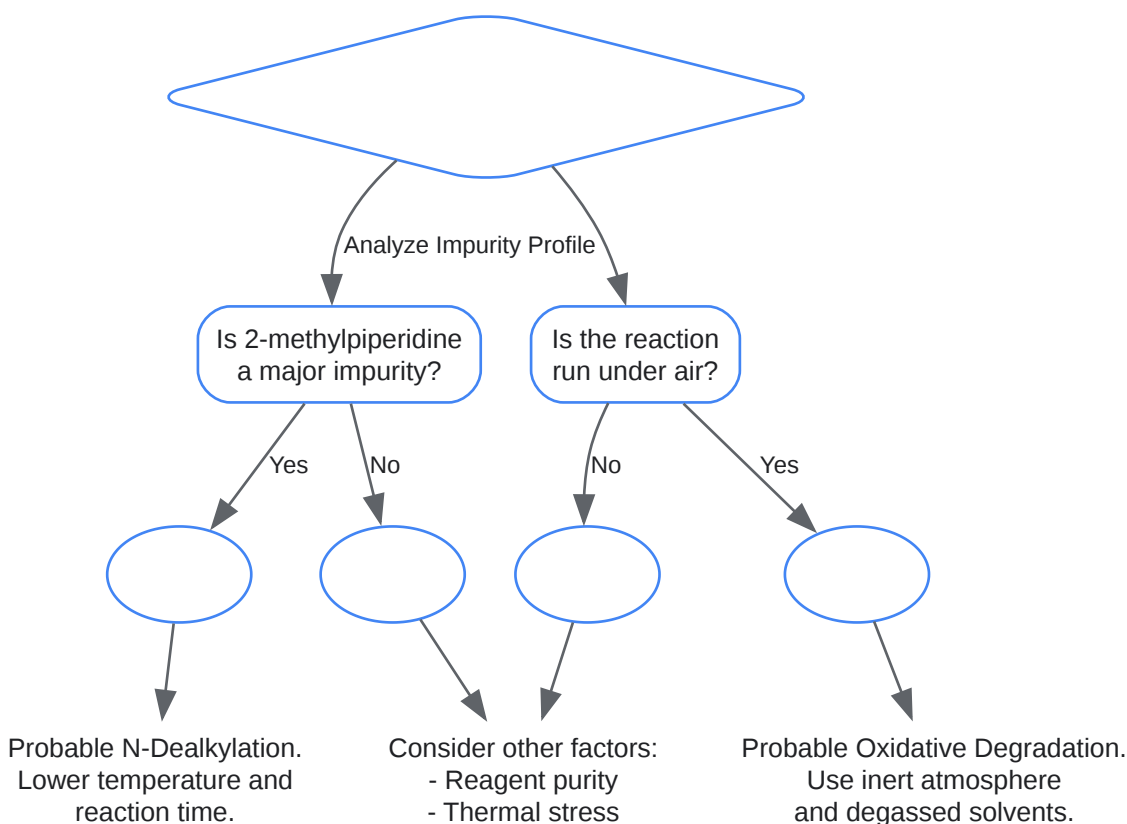 Analyze Impurity Profile
Is 2-methylpiperidine
a major impurity?
Is the reaction
run under air?
Yes
No
No
Yes
Probable N-Dealkylation.
Lower temperature and
reaction time.
Consider other factors:
- Reagent purity
- Thermal stress
Probable Oxidative Degradation.
Use inert atmosphere
and degassed solvents.